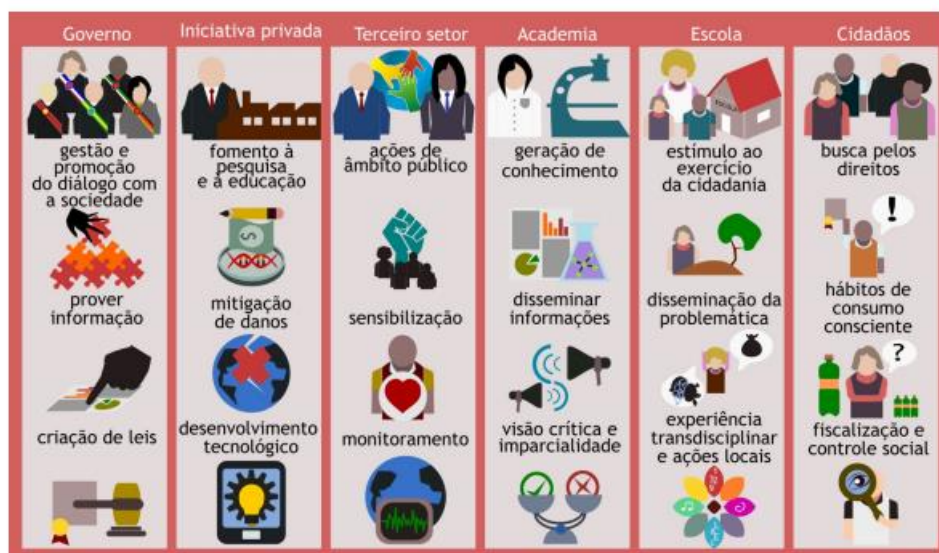 Governo
gestão e
promoção
do diálogo com
a sociedade
prover
informação
criação de leis
Iniciativa privada
fomento à
pesquisa
e à educação
mitigação
de danos
desenvolvimento
tecnológico
Terceiro setor
ações de
âmbito público
sensibilização
monitoramento
Academia
geração de
conhecimento
disseminar
informações
visão crítica e
imparcialidade
Escola
ESCOLA
estímulo ao
exercício
da cidadania
disseminação da
problemática
experiência
transdisciplinar
e ações locais
Cidadãos
busca pelos
direitos
!
hábitos de
consumo
consciente
?
fiscalização e
controle social